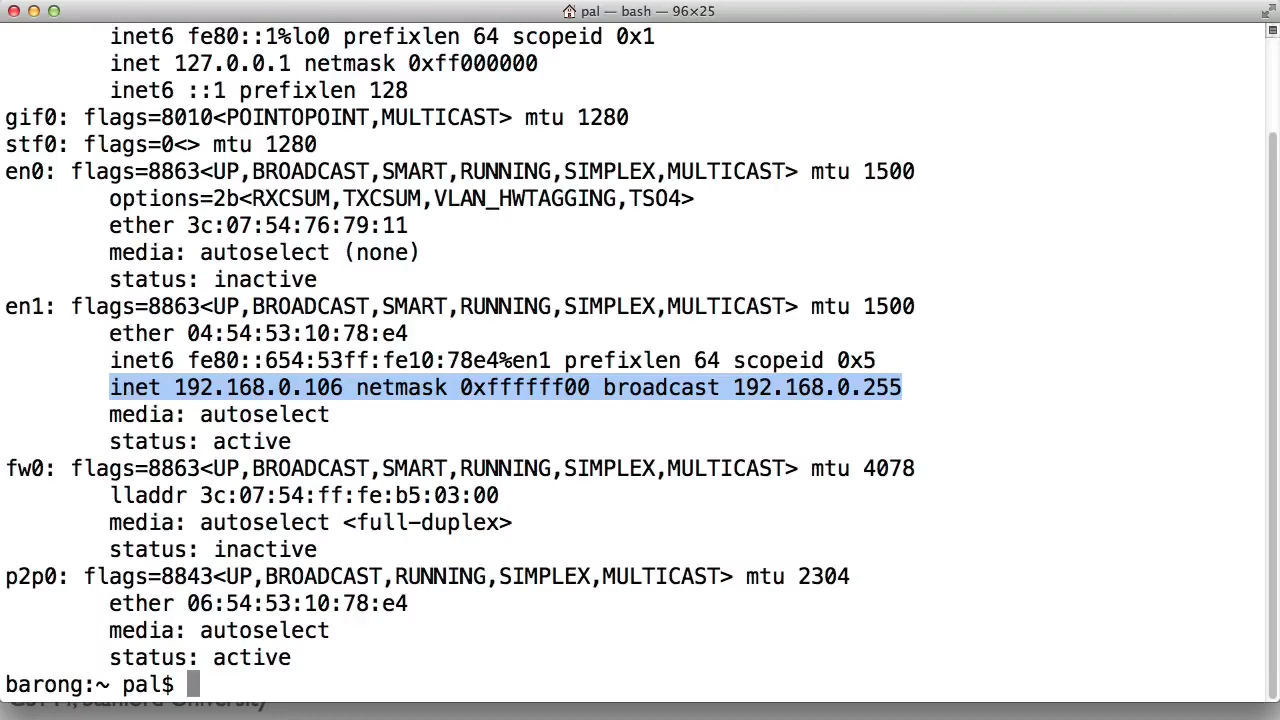 pal — bash — 96×25
inet6 fe80::1%lo0 prefixlen 64 scopeid 0x1
inet 127.0.0.1 netmask 0xff000000
inet6 ::1 prefixlen 128
gif0: flags=8010<POINTOPOINT,MULTICAST> mtu 1280
stf0: flags=0<> mtu 1280
en0: flags=8863<UP,BROADCAST,SMART,RUNNING,SIMPLEX,MULTICAST> mtu 1500
options=2b<RXCSUM,TXCSUM,VLAN_HWTAGGING,TSO4>
ether 3c:07:54:76:79:11
media: autoselect (none)
status: inactive
en1: flags=8863<UP,BROADCAST,SMART,RUNNING,SIMPLEX,MULTICAST> mtu 1500
ether 04:54:53:10:78:e4
inet6 fe80::654:53ff:fe10:78e4%en1 prefixlen 64 scopeid 0x5
inet 192.168.0.106 netmask 0xffffff00 broadcast 192.168.0.255
media: autoselect
status: active
fw0: flags=8863<UP,BROADCAST,SMART,RUNNING,SIMPLEX,MULTICAST> mtu 4078
lladdr 3c:07:54:ff:fe:b5:03:00
media: autoselect <full-duplex>
status: inactive
p2p0: flags=8843<UP,BROADCAST,RUNNING,SIMPLEX,MULTICAST> mtu 2304
ether 06:54:53:10:78:e4
media: autoselect
status: active
barong:~ pal$
University